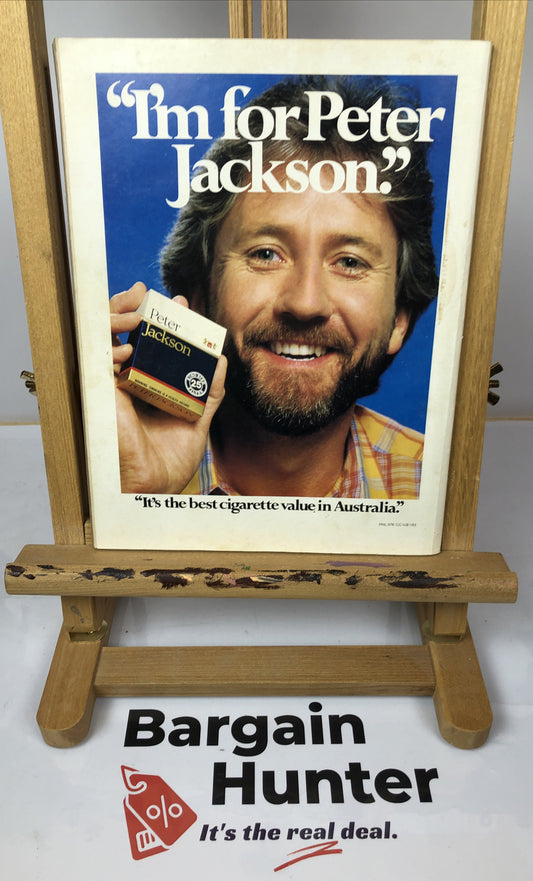 “I'm for Peter
Jackson.”
Peter
Jackson
25
“It's the best cigarette value in Australia.”
Bargain
Hunter
%
It's the real deal.